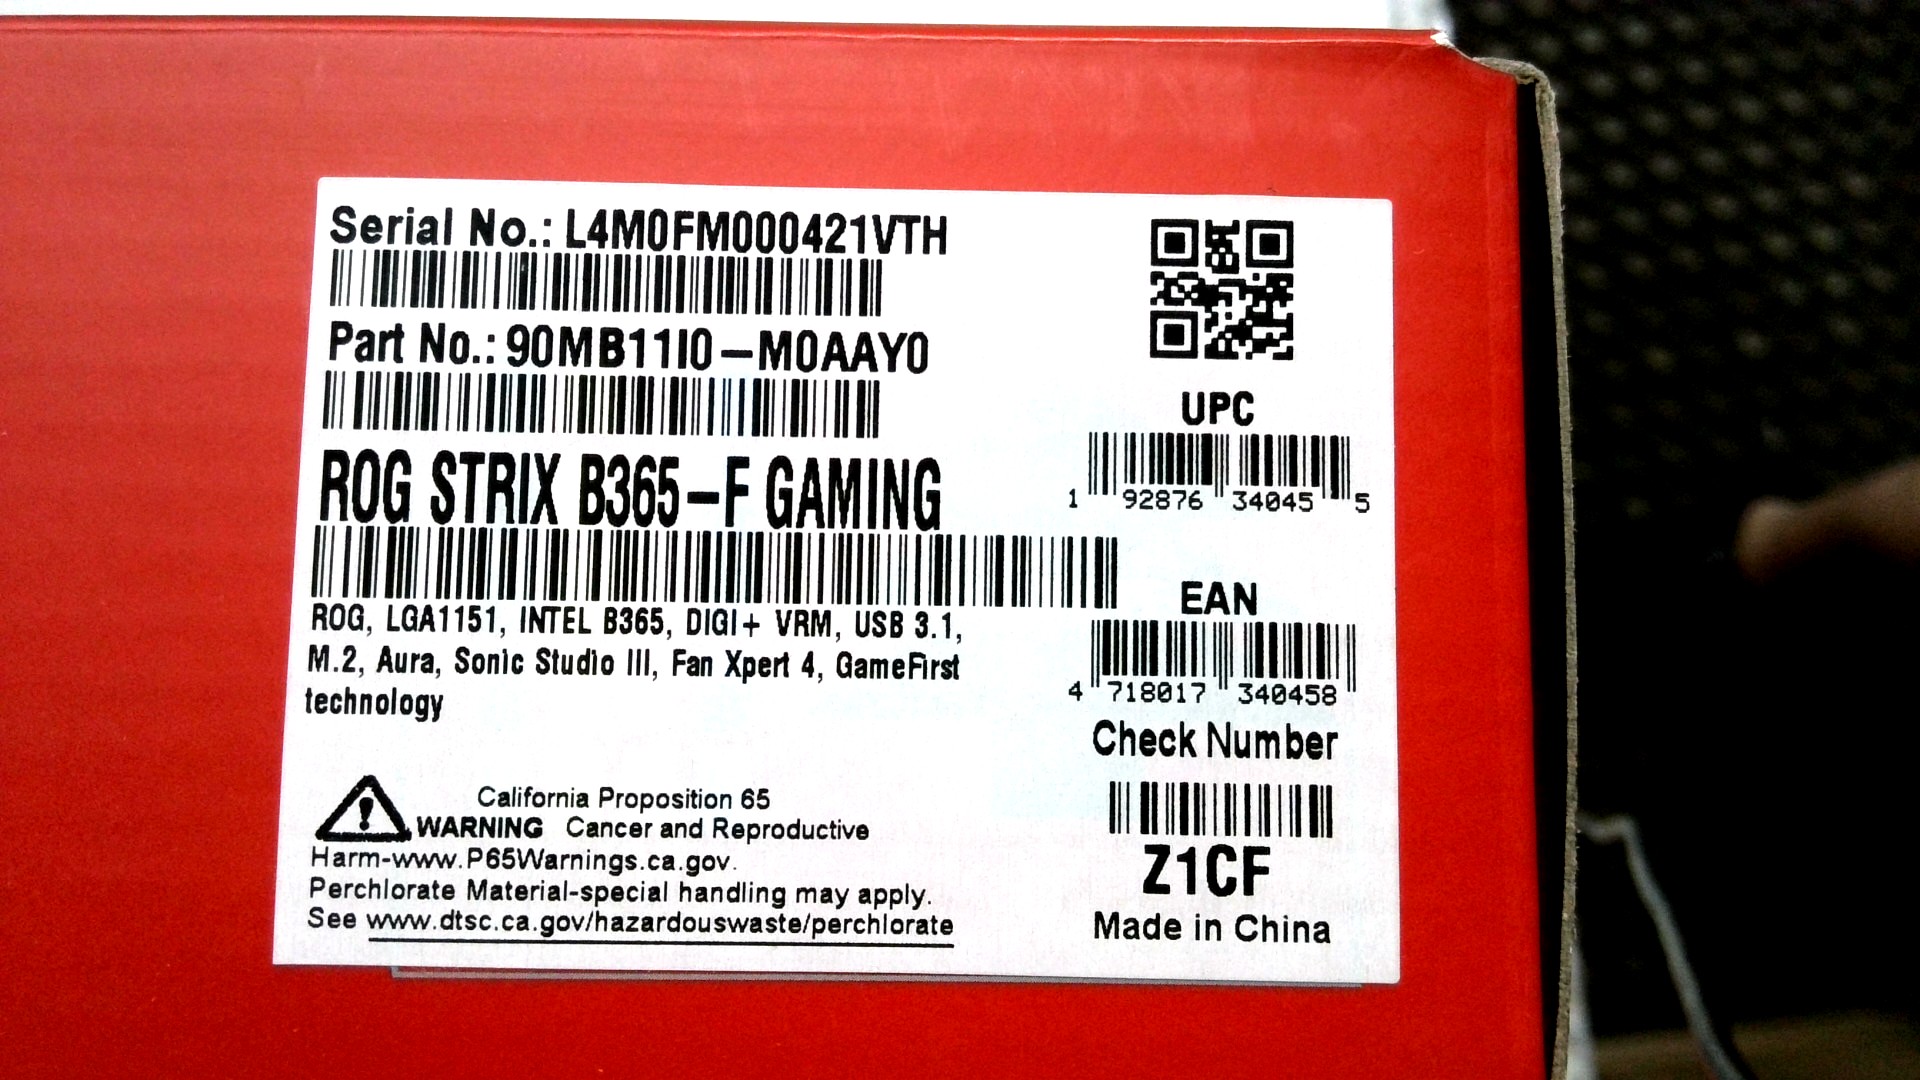 Serial No.: L4M0FM000421VTH
Part No.: 90MB11I0-M0AAY0
ROG STRIX B365-F GAMING
ROG, LGA1151, INTEL B365, DIGI+ VRM, USB 3.1,
M.2, Aura, Sonic Studio III, Fan Xpert 4, GameFirst
technology
California Proposition 65
WARNING Cancer and Reproductive
Harm-www.P65Warnings.ca.gov.
Perchlorate Material-special handling may apply.
See www.dtsc.ca.gov/hazardouswaste/perchlorate
UPC
1 92876 34045 5
EAN
4 718017 340458
Check Number
Z1CF
Made in China